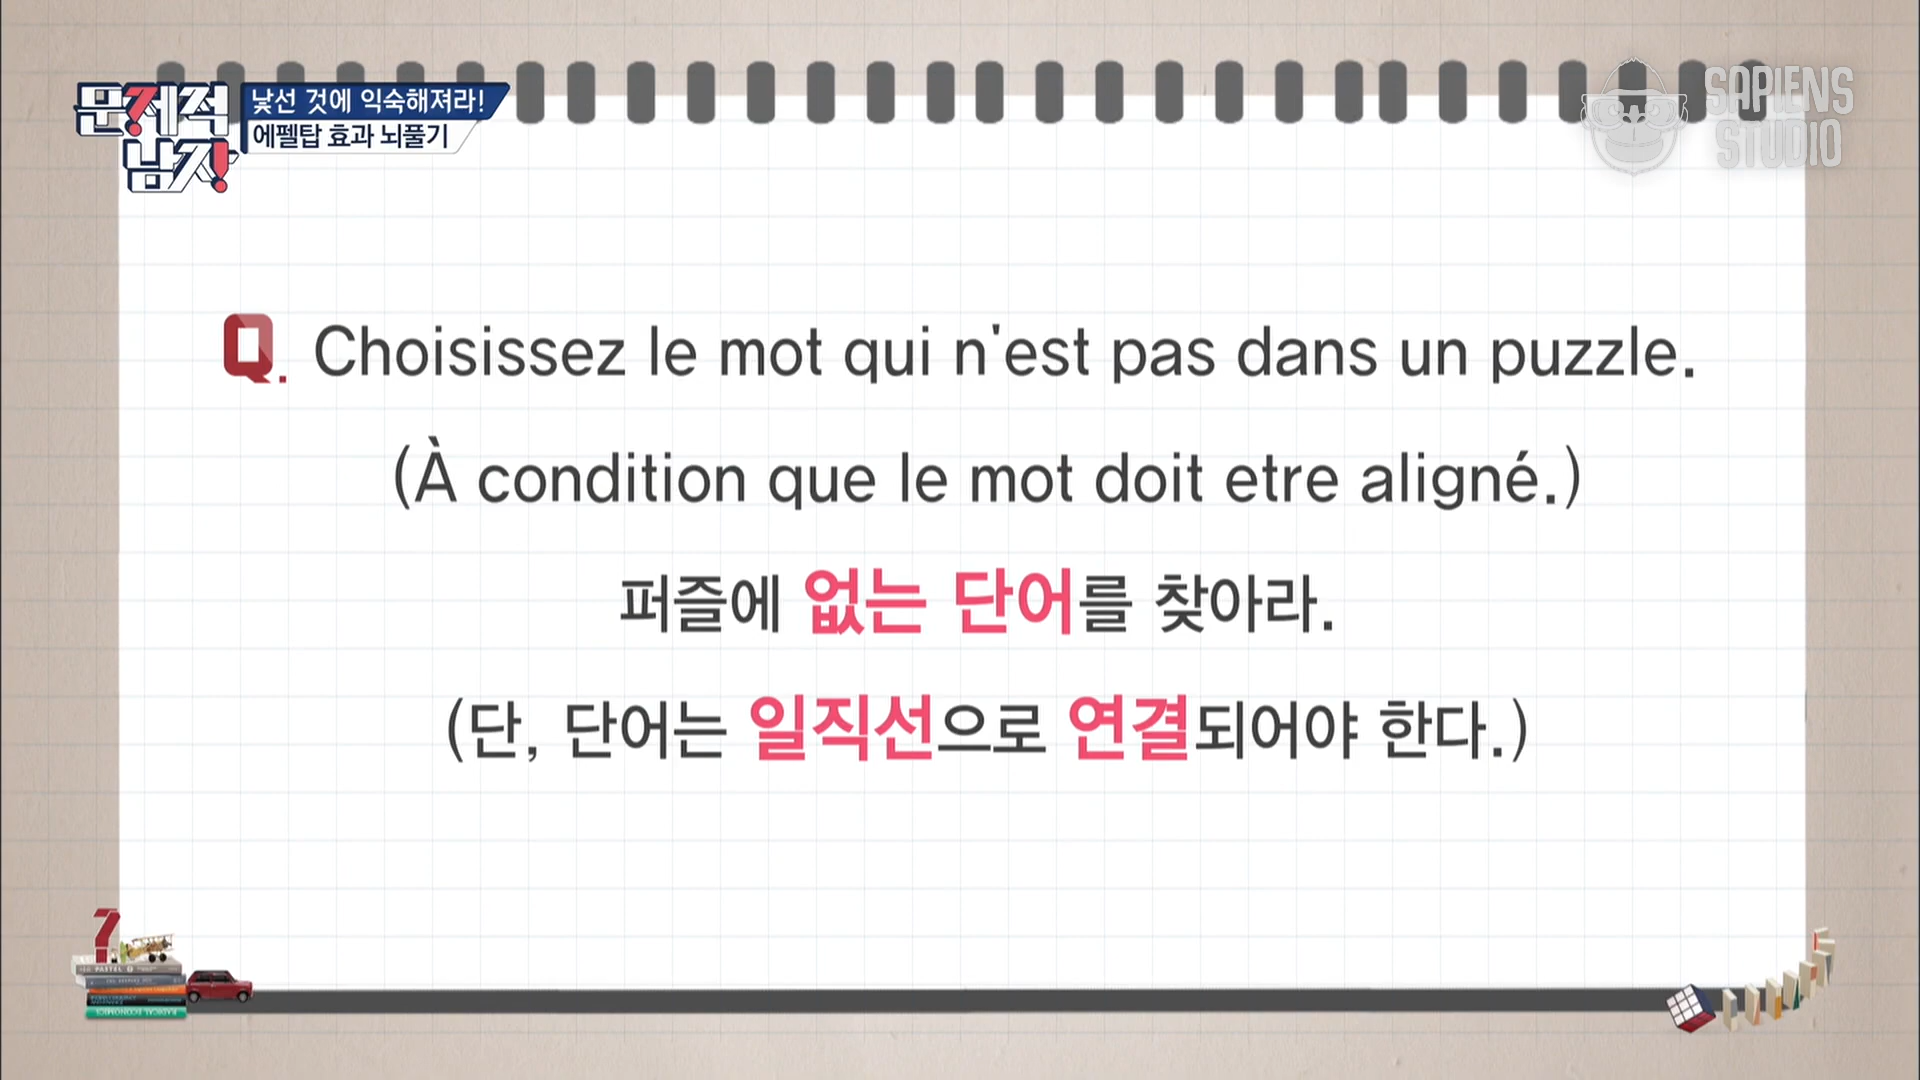 문제적
남자
낯선 것에 익숙해져라!
에펠탑 효과 뇌풀기
SAPIENS
STUDIO
Q. Choisissez le mot qui n'est pas dans un puzzle.
(À condition que le mot doit etre aligné.)
퍼즐에 없는 단어를 찾아라.
(단, 단어는 일직선으로 연결되어야 한다.)